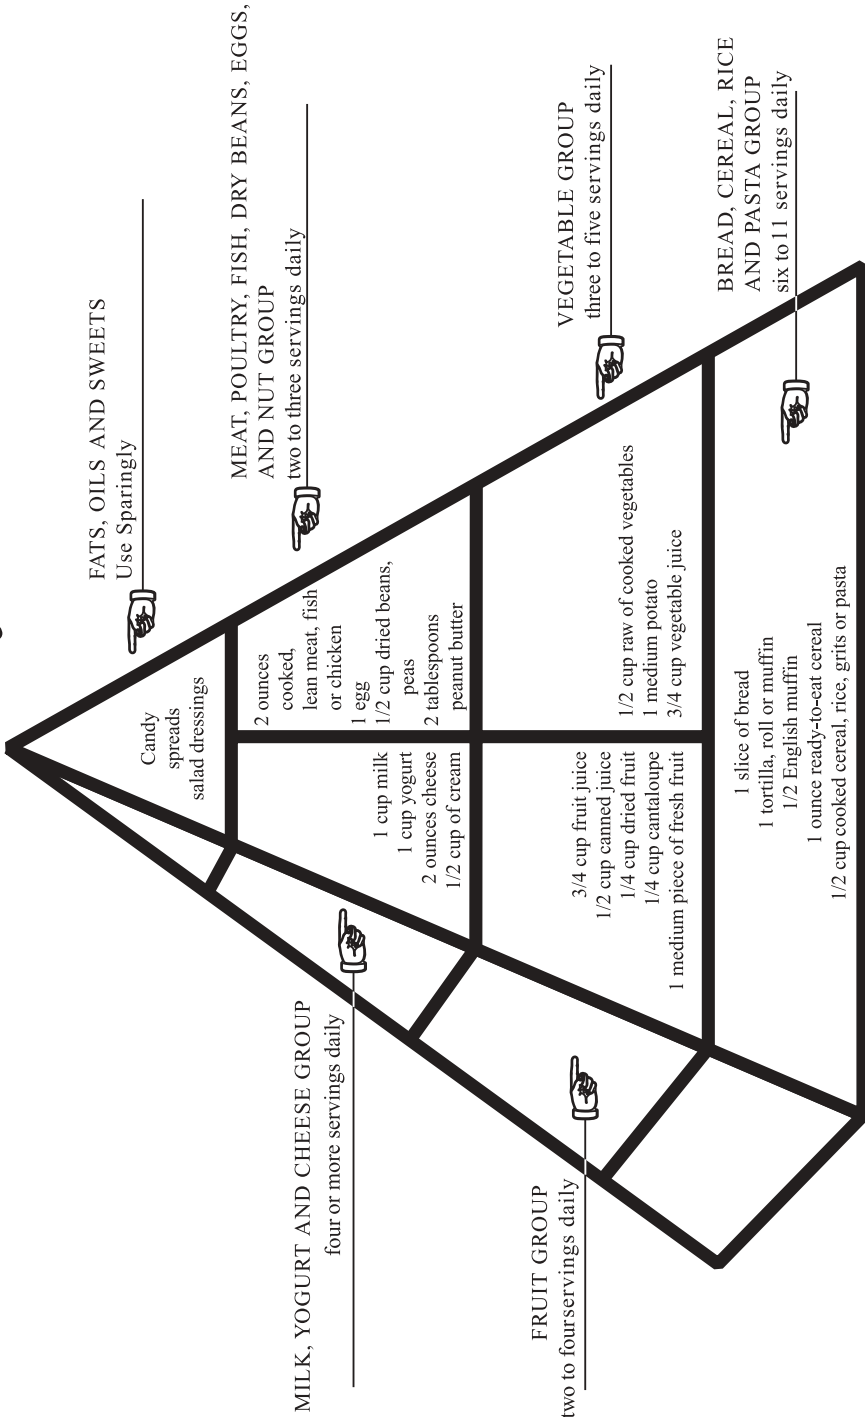 FATS, OILS AND SWEETS
Use Sparingly
MEAT, POULTRY, FISH, DRY BEANS, EGGS,
AND NUT GROUP
two to three servings daily
MILK, YOGURT AND CHEESE GROUP
four or more servings daily
VEGETABLE GROUP
three to five servings daily
FRUIT GROUP
two to fourservings daily
BREAD, CEREAL, RICE
AND PASTA GROUP
six to11 servings daily
Candy
spreads
salad dressings
1 cup milk
1 cup yogurt
2 ounces cheese
1/2 cup of cream
2 ounces
cooked,
lean meat, fish
or chicken
1 egg
1/2 cup dried beans,
peas
2 tablespoons
peanut butter
3/4 cup fruit juice
1/2 cup canned juice
1/4 cup dried fruit
1/4 cup cantaloupe
1 medium piece of fresh fruit
1/2 cup raw of cooked vegetables
1 medium potato
3/4 cup vegetable juice
1 slice of bread
1 tortilla, roll or muffin
1/2 English muffin
1 ounce ready-to-eat cereal
1/2 cup cooked cereal, rice, grits or pasta